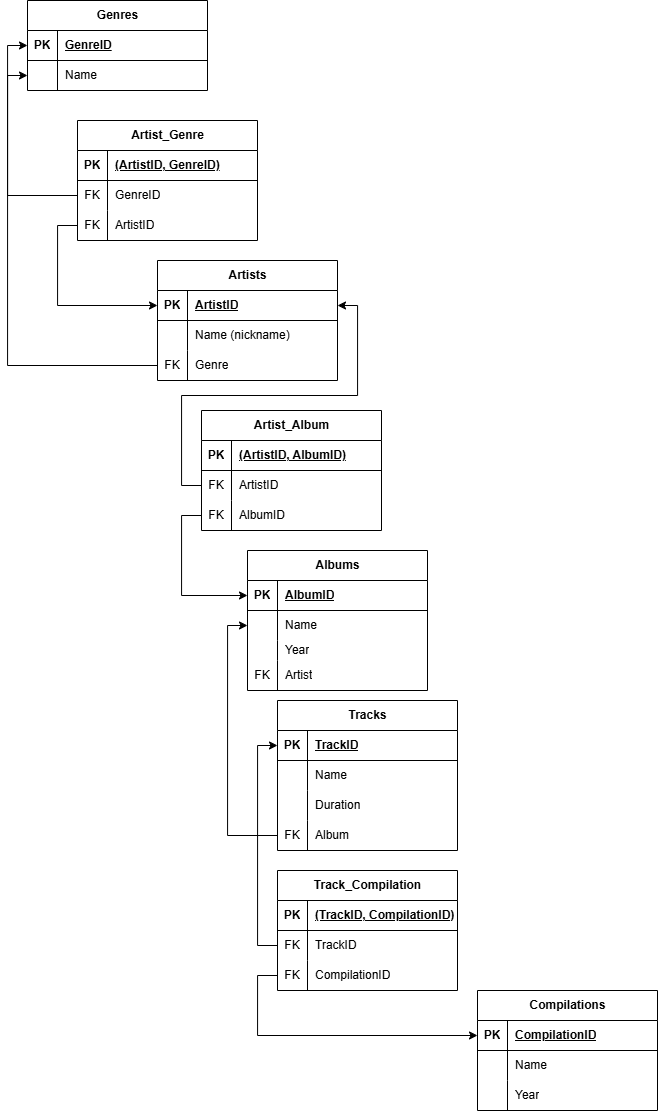 Genres
PK GenreID
Name
Artist_Genre
PK (ArtistID, GenreID)
FK GenreID
FK ArtistID
Artists
PK ArtistID
Name (nickname)
FK Genre
Artist_Album
PK (ArtistID, AlbumID)
FK ArtistID
FK AlbumID
Albums
PK AlbumID
Name
Year
FK Artist
Tracks
PK TrackID
Name
Duration
FK Album
Track_Compilation
PK (TrackID, CompilationID)
FK TrackID
FK CompilationID
Compilations
PK CompilationID
Name
Year